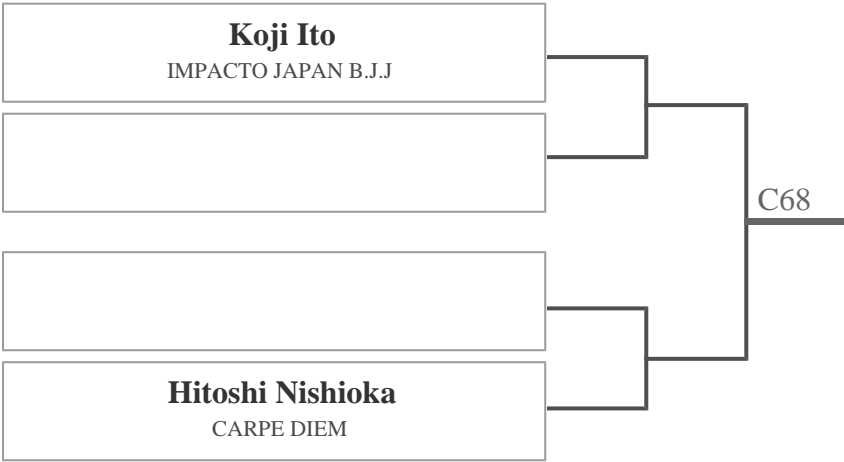 Koji Ito
IMPACTO JAPAN B.J.J
C68
Hitoshi Nishioka
CARPE DIEM